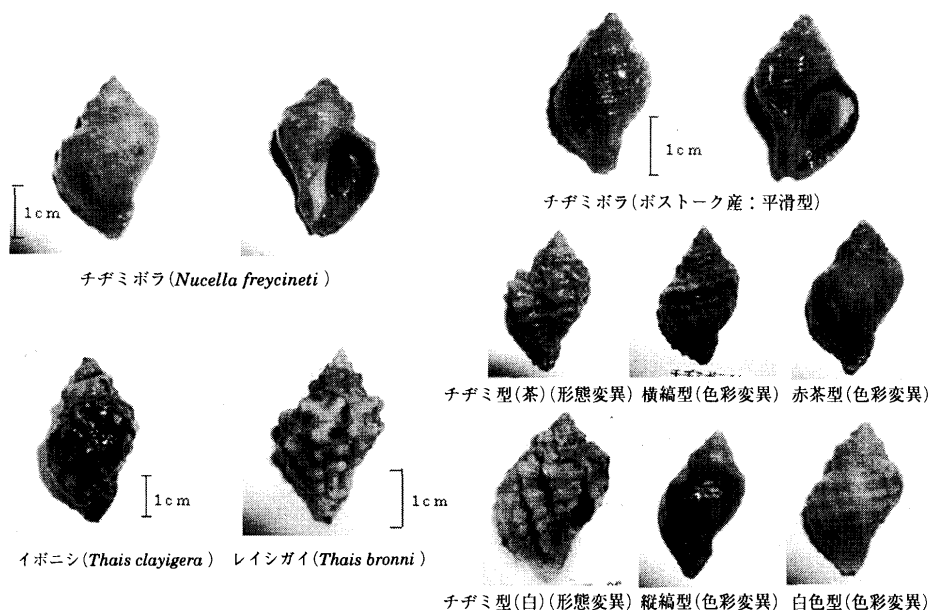 1cm
チヂミボラ(Nucella freycineti)
1cm
イボニシ(Thais clayigera)
1cm
レイシガイ(Thais bronni)
1cm
チヂミボラ(ボストーク産:平滑型)
チヂミ型(茶)(形態変異) 横縞型(色彩変異) 赤茶型(色彩変異)
チヂミ型(白)(形態変異) 縦縞型(色彩変異) 白色型(色彩変異)